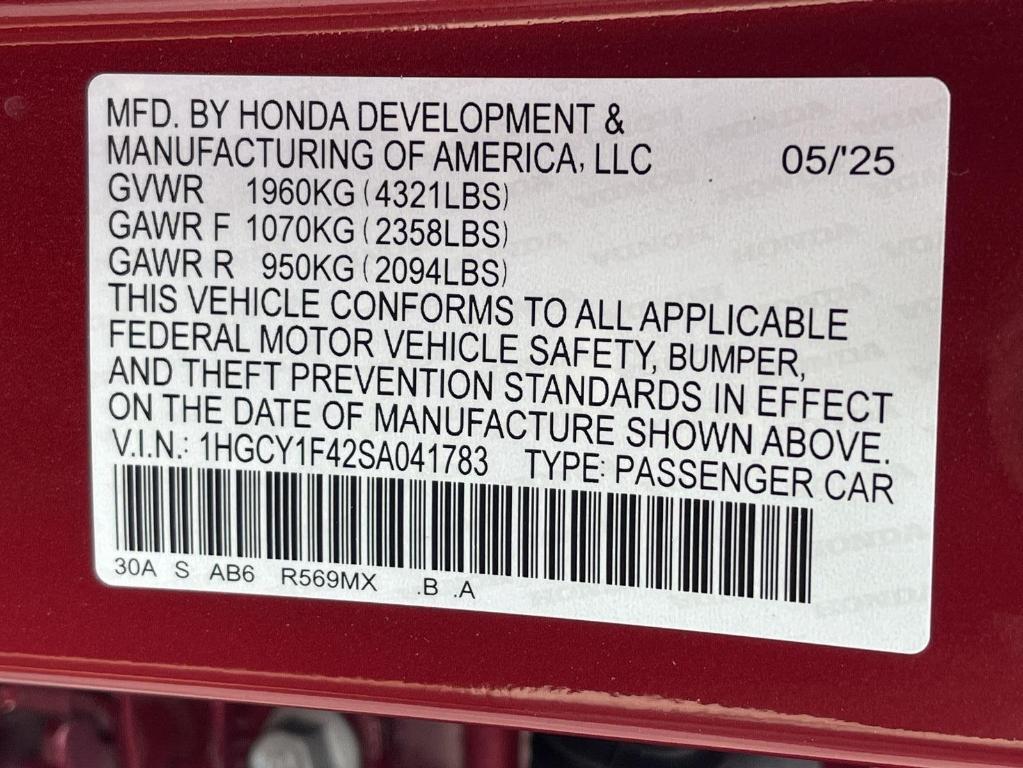 MFD. BY HONDA DEVELOPMENT &
MANUFACTURING OF AMERICA, LLC 05/'25
GVWR 1960KG (4321LBS)
GAWR F 1070KG (2358LBS)
GAWR R 950KG (2094LBS)
THIS VEHICLE CONFORMS TO ALL APPLICABLE
FEDERAL MOTOR VEHICLE SAFETY, BUMPER,
AND THEFT PREVENTION STANDARDS IN EFFECT
ON THE DATE OF MANUFACTURE SHOWN ABOVE.
V.I.N.: 1HGCY1F42SA041783 TYPE: PASSENGER CAR
30A S AB6 R569MX .B .A